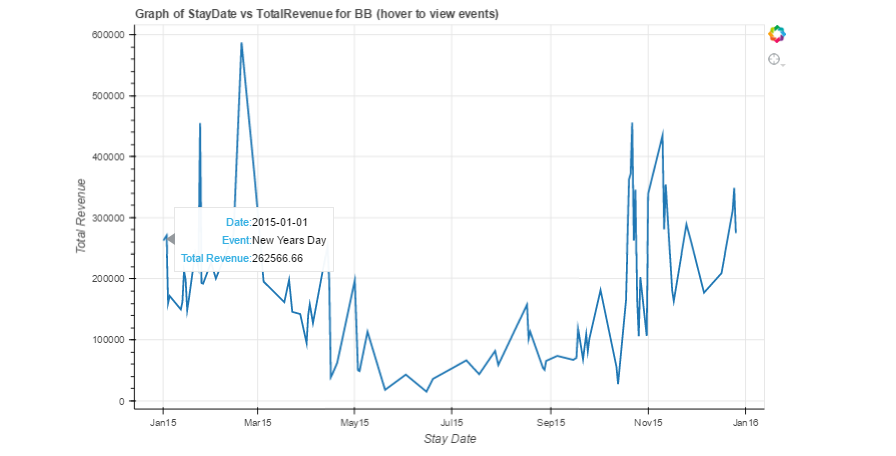 Graph of StayDate vs TotalRevenue for BB (hover to view events)
600000
500000
400000
300000
200000
100000
0
Total Revenue
Date:2015-01-01
Event:New Years Day
Total Revenue:262566.66
Jan15 Mar15 May15 Jul15 Sep15 Nov15 Jan16
Stay Date